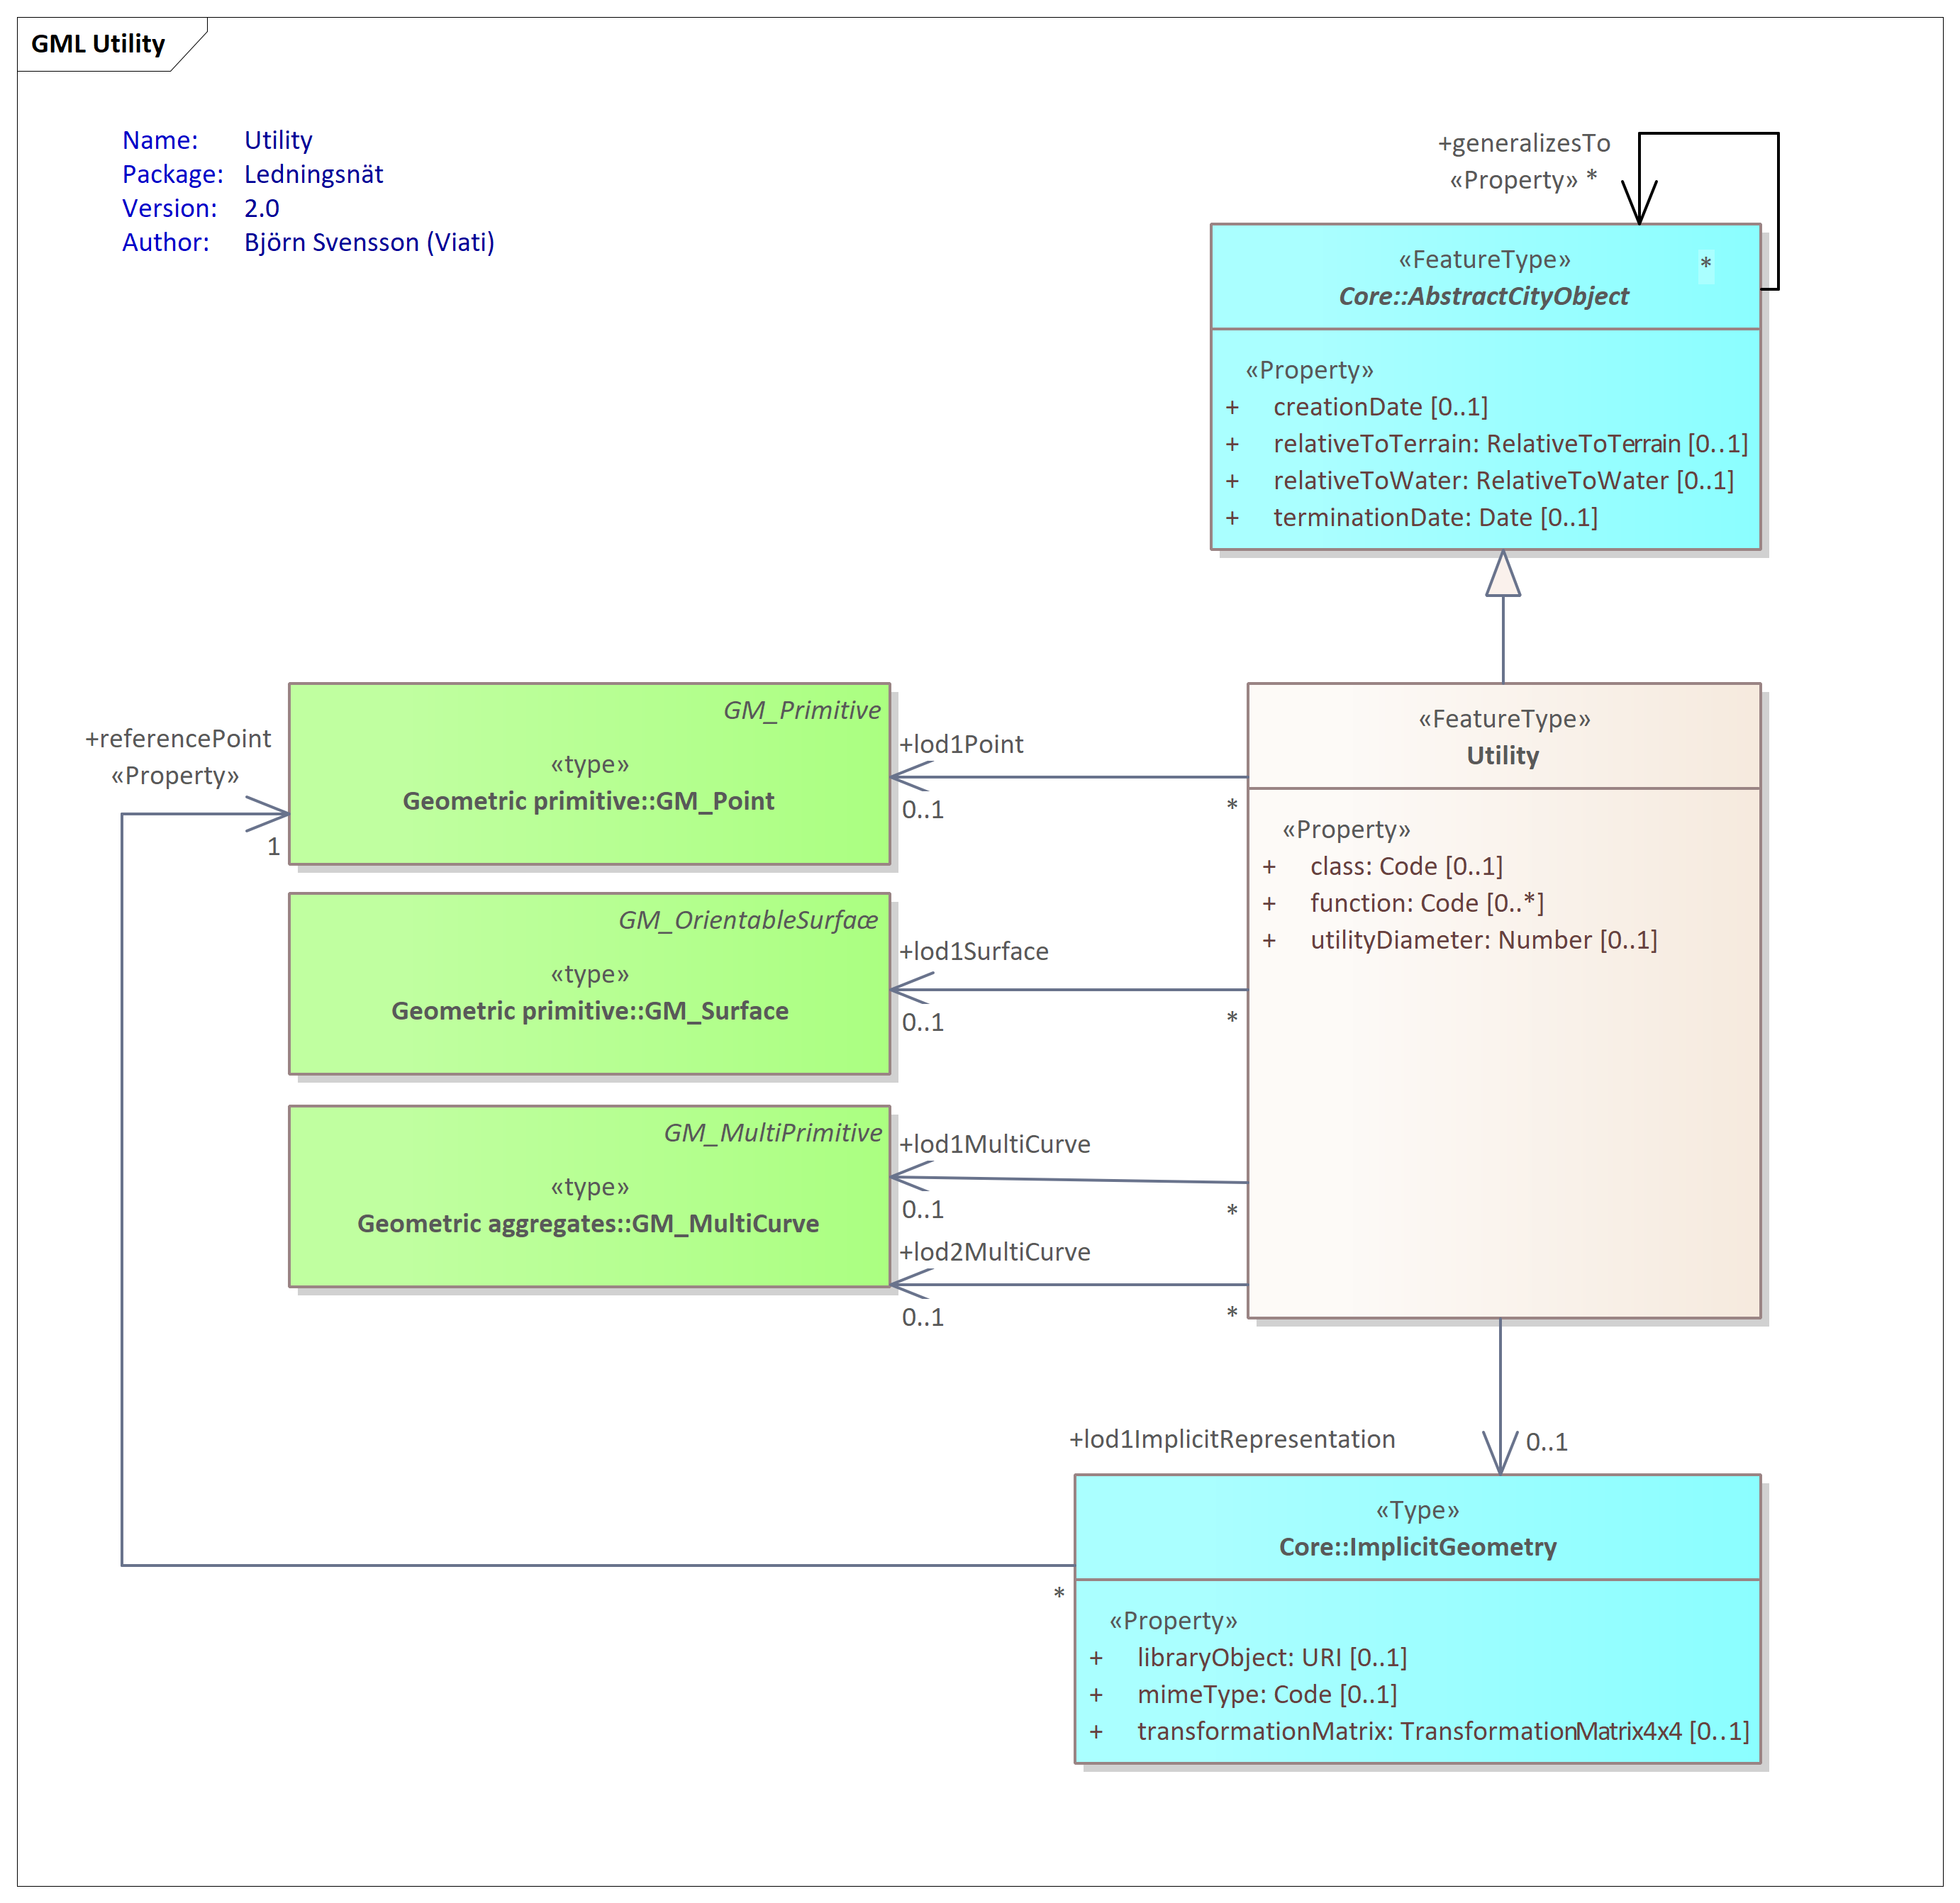 GML Utility
Name: Utility
Package: Ledningsnät
Version: 2.0
Author: Björn Svensson (Viati)
+generalizesTo
«Property» *
*
«FeatureType»
Core::AbstractCityObject
«Property»
+ creationDate [0..1]
+ relativeToTerrain: RelativeToTerrain [0..1]
+ relativeToWater: RelativeToWater [0..1]
+ terminationDate: Date [0..1]
+referencePoint
«Property»
1
GM_Primitive
«type»
Geometric primitive::GM_Point
+lod1Point
0..1
*
GM_OrientableSurface
«type»
Geometric primitive::GM_Surface
+lod1Surface
0..1
*
GM_MultiPrimitive
«type»
Geometric aggregates::GM_MultiCurve
+lod1MultiCurve
0..1
*
+lod2MultiCurve
0..1
*
«FeatureType»
Utility
«Property»
+ class: Code [0..1]
+ function: Code [0..*]
+ utilityDiameter: Number [0..1]
+lod1ImplicitRepresentation
0..1
*
«Type»
Core::ImplicitGeometry
«Property»
+ libraryObject: URI [0..1]
+ mimeType: Code [0..1]
+ transformationMatrix: TransformationMatrix4x4 [0..1]